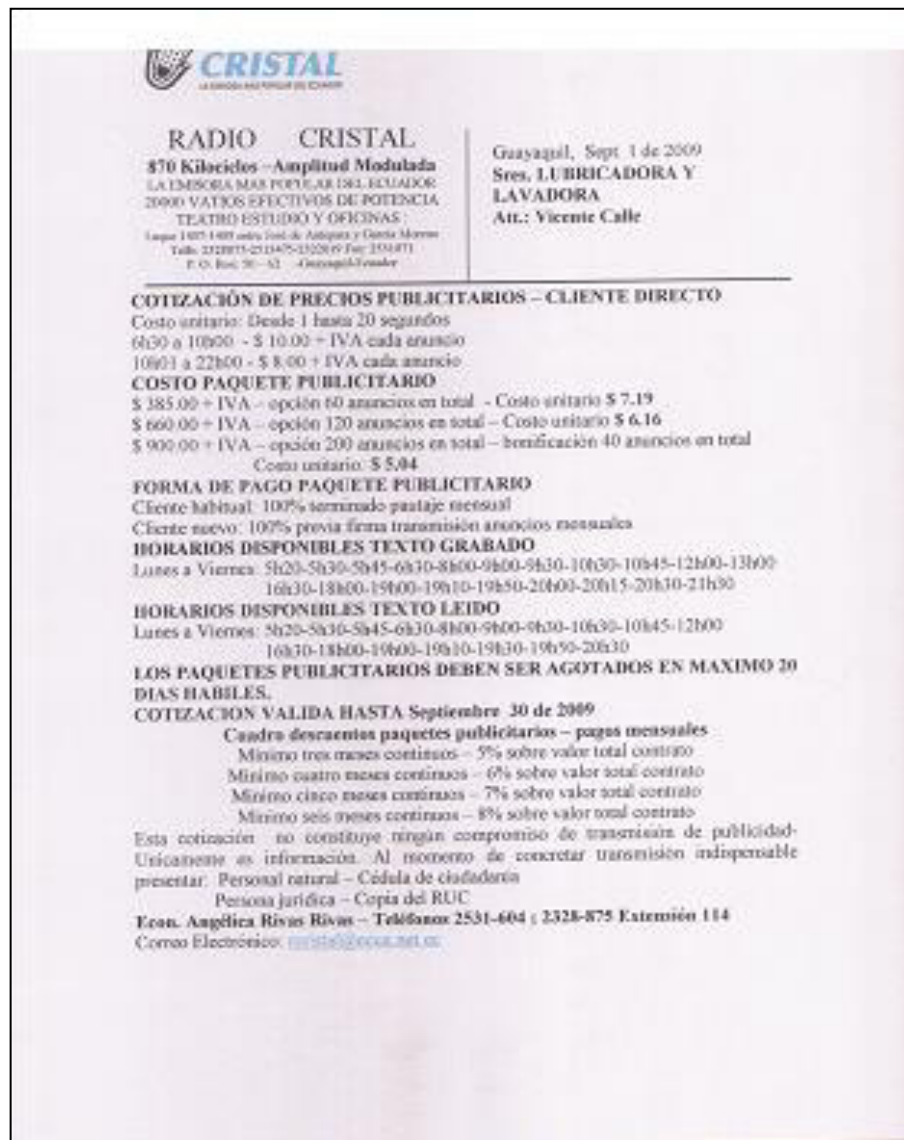 CRISTAL
RADIO CRISTAL
870 Kilociclos – Amplitud Modulada
LA EMISORA MAS POPULAR DEL ECUADOR
20000 VATIOS EFECTIVOS DE POTENCIA
TEATRO ESTUDIO Y OFICINAS :
Luque 1407-1409 entre José de Antepara y García Moreno
-Guayaquil-Ecuador
Guayaquil, Sept 1 de 2009
Sres. LUBRICADORA Y
LAVADORA
Att.: Vicente Calle
COTIZACIÓN DE PRECIOS PUBLICITARIOS – CLIENTE DIRECTO
Costo unitario: Desde 1 hasta 20 segundos
6h30 a 10h00 - $ 10.00 + IVA cada anuncio
10h01 a 22h00 - $ 8.00 + IVA cada anuncio
COSTO PAQUETE PUBLICITARIO
$ 385.00 + IVA – opción 60 anuncios en total - Costo unitario $ 7.19
$ 660.00 + IVA – opción 120 anuncios en total – Costo unitario $ 6.16
$ 900.00 + IVA – opción 200 anuncios en total – bonificación 40 anuncios en total
Costo unitario: $ 5.04
FORMA DE PAGO PAQUETE PUBLICITARIO
Cliente habitual: 100% terminado pautaje mensual
Cliente nuevo: 100% previa firma transmisión anuncios mensuales
HORARIOS DISPONIBLES TEXTO GRABADO
Lunes a Viernes: 5h20-5h30-5h45-6h30-8h00-9h00-9h30-10h30-10h45-12h00-13h00
16h30-18h00-19h00-19h10-19h50-20h00-20h15-20h30-21h30
HORARIOS DISPONIBLES TEXTO LEIDO
Lunes a Viernes: 5h20-5h30-5h45-6h30-8h00-9h00-9h30-10h30-10h45-12h00
16h30-18h00-19h00-19h10-19h30-19h50-20h30
LOS PAQUETES PUBLICITARIOS DEBEN SER AGOTADOS EN MAXIMO 20
DIAS HABILES.
COTIZACION VALIDA HASTA Septiembre 30 de 2009
Cuadro descuentos paquetes publicitarios – pagos mensuales
Mínimo tres meses continuos – 5% sobre valor total contrato
Mínimo cuatro meses continuos – 6% sobre valor total contrato
Mínimo cinco meses continuos – 7% sobre valor total contrato
Mínimo seis meses continuos – 8% sobre valor total contrato
Esta cotización no constituye ningún compromiso de transmisión de publicidad-
Unicamente es información. Al momento de concretar transmisión indispensable
presentar: Personal natural – Cédula de ciudadanía
Persona jurídica – Copia del RUC
Econ. Angélica Rivas Rivas – Teléfonos 2531-604 ; 2328-875 Extensión 114
Correo Electrónico: